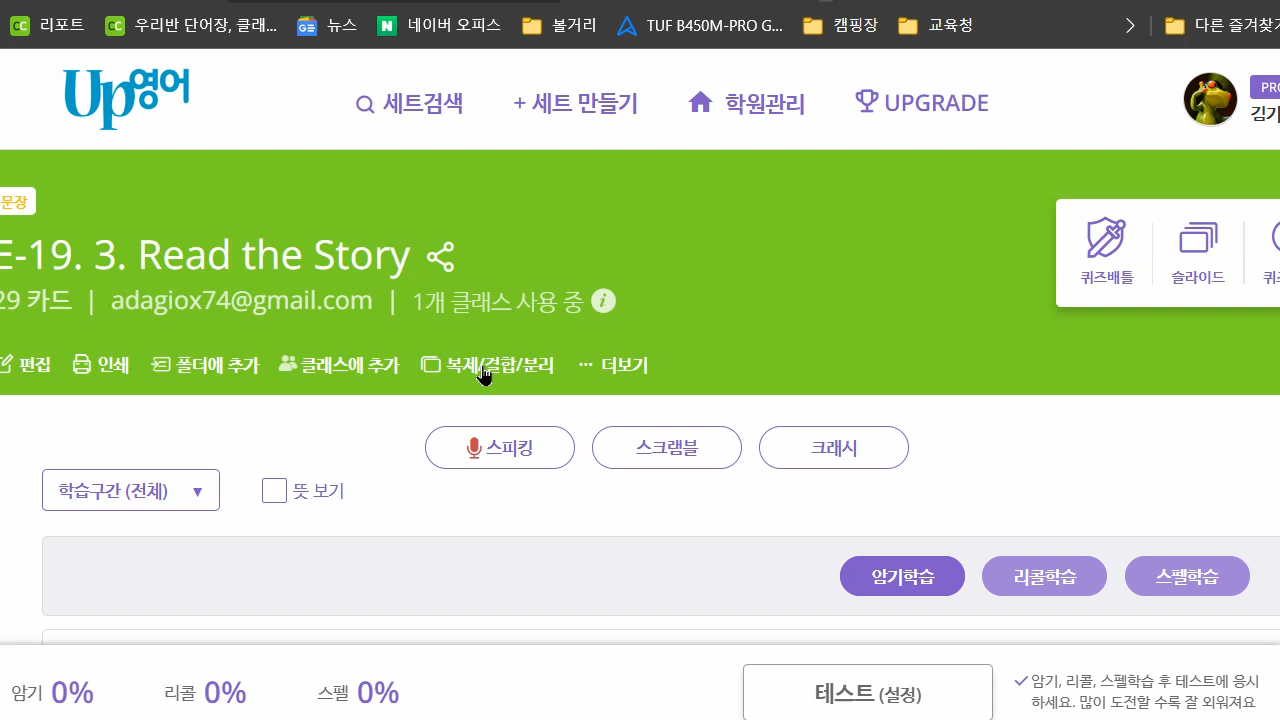 리포트 우리반 단어장, 클래... 뉴스 네이버 오피스 볼거리 TUF B450M-PRO G... 캠핑장 교육청 다른 즐겨찾기
Up영어 세트검색 + 세트 만들기 학원관리 UPGRADE PRO
김기
문장
E-19. 3. Read the Story
29 카드 | adagiox74@gmail.com | 1개 클래스 사용 중 i
퀴즈배틀 슬라이드 퀴즈
편집 인쇄 폴더에 추가 클래스에 추가 복제/결합/분리 ··· 더보기
스피킹 스크램블 크래시
학습구간 (전체) ▼ 뜻 보기
암기학습 리콜학습 스펠학습
암기 0% 리콜 0% 스펠 0% 테스트 (설정) 암기, 리콜, 스펠학습 후 테스트에 응시
하세요. 많이 도전할 수록 잘 외워져요